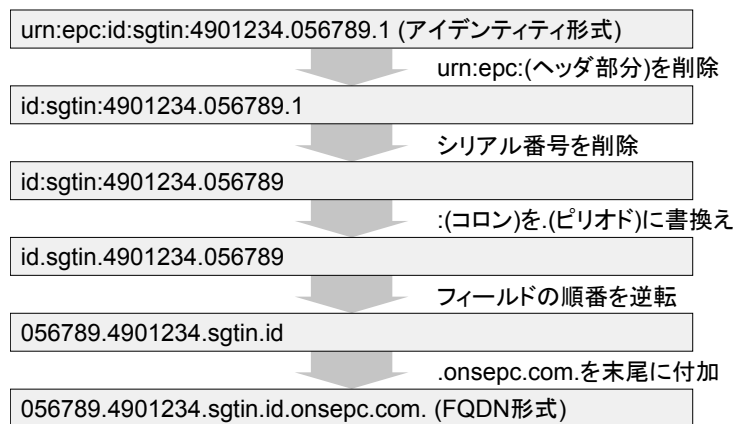 urn:epc:id:sgtin:4901234.056789.1 (アイデンティティ形式)
urn:epc:(ヘッダ部分)を削除
id:sgtin:4901234.056789.1
シリアル番号を削除
id:sgtin:4901234.056789
:(コロン)を.(ピリオド)に書換え
id.sgtin.4901234.056789
フィールドの順番を逆転
056789.4901234.sgtin.id
.onsepc.com.を末尾に付加
056789.4901234.sgtin.id.onsepc.com. (FQDN形式)